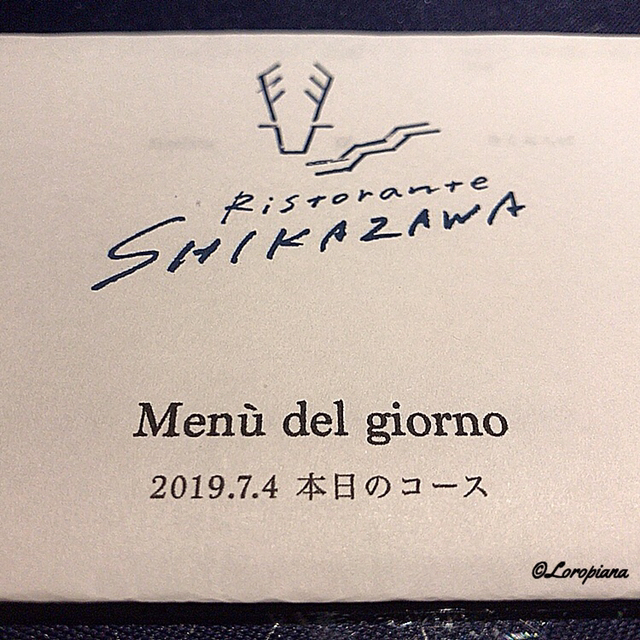 Ristorante
SHIKAZAWA
Menù del giorno
2019.7.4 本日のコース
©Loropiana